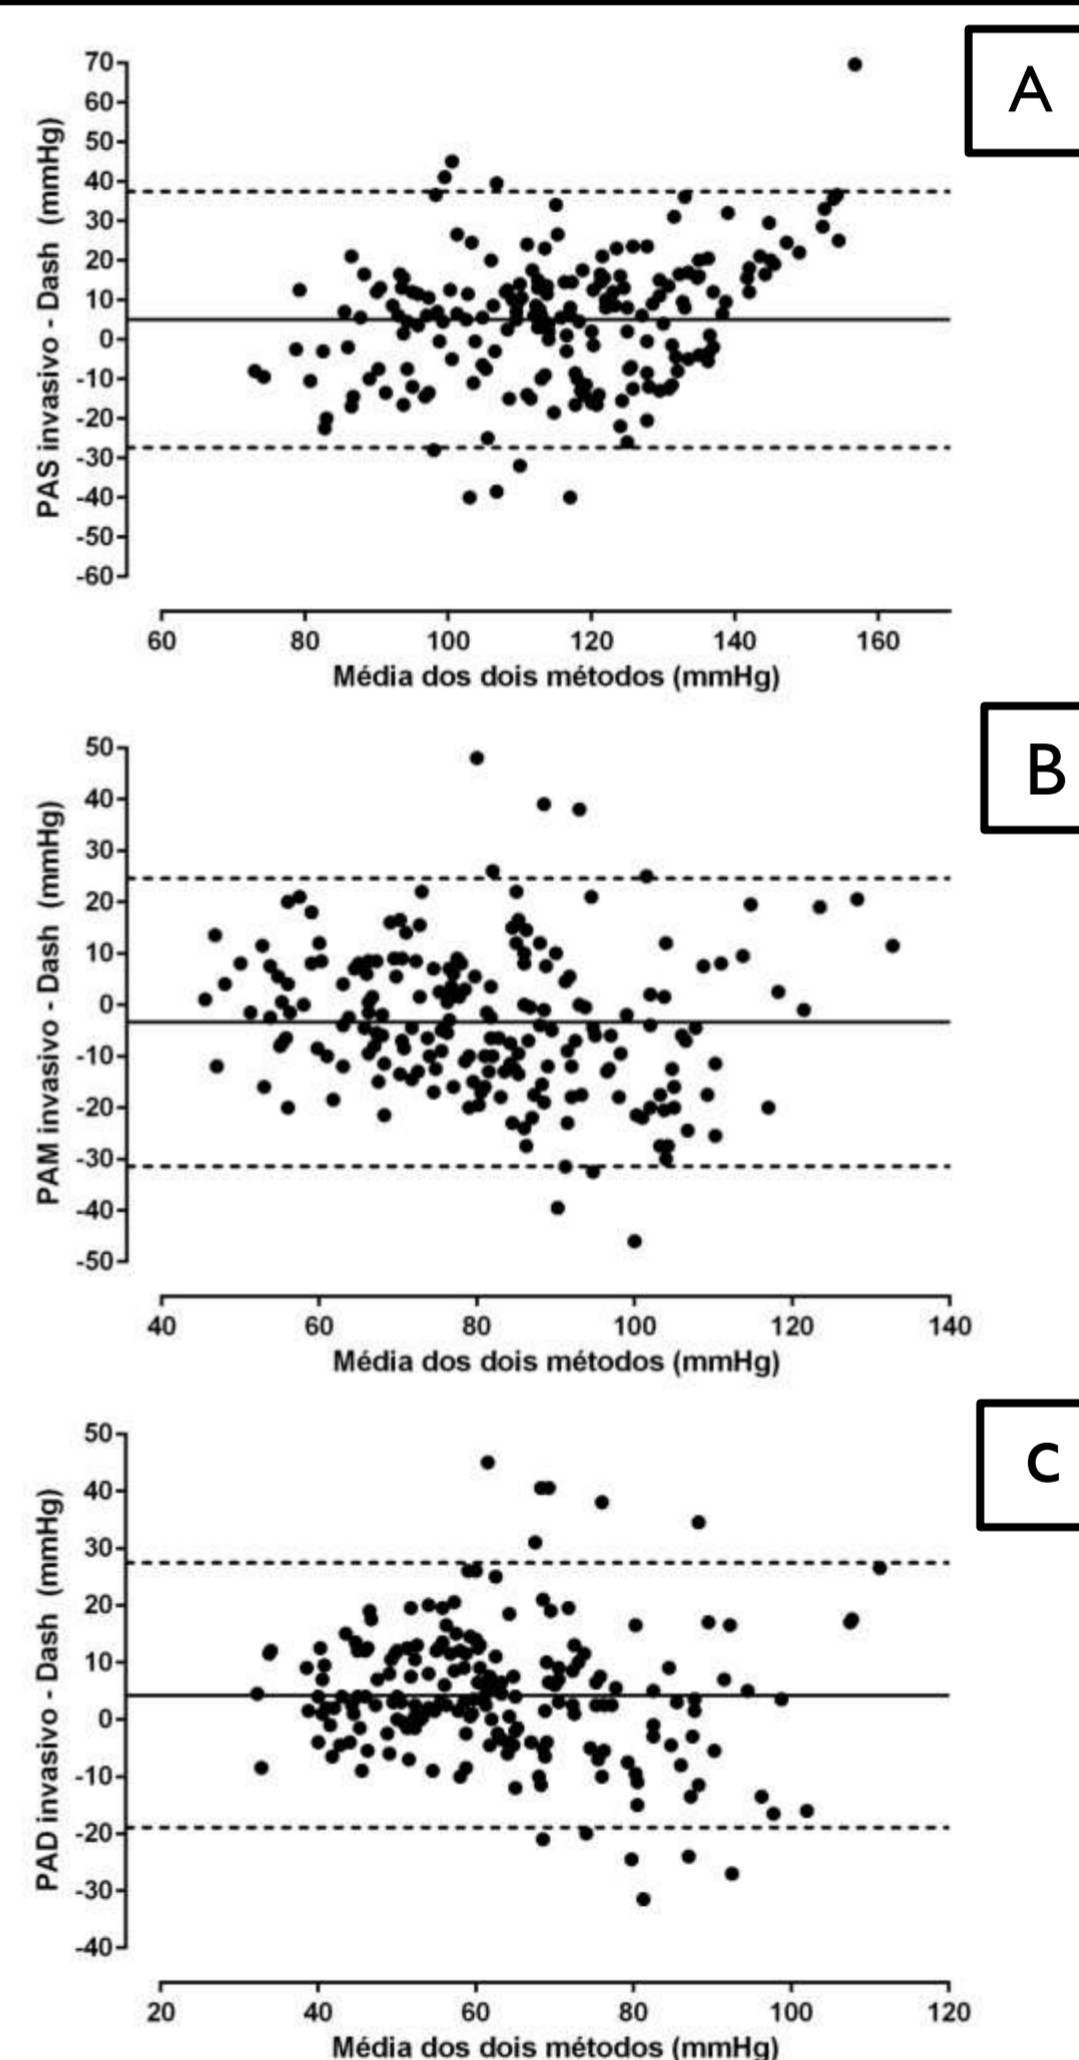 A
PAS invasivo - Dash (mmHg)
70
60
50
40
30
20
10
0
-10
-20
-30
-40
-50
-60
60 80 100 120 140 160
Média dos dois métodos (mmHg)
B
PAM invasivo - Dash (mmHg)
50
40
30
20
10
0
-10
-20
-30
-40
-50
40 60 80 100 120 140
Média dos dois métodos (mmHg)
C
PAD invasivo - Dash (mmHg)
50
40
30
20
10
0
-10
-20
-30
-40
20 40 60 80 100 120
Média dos dois métodos (mmHg)